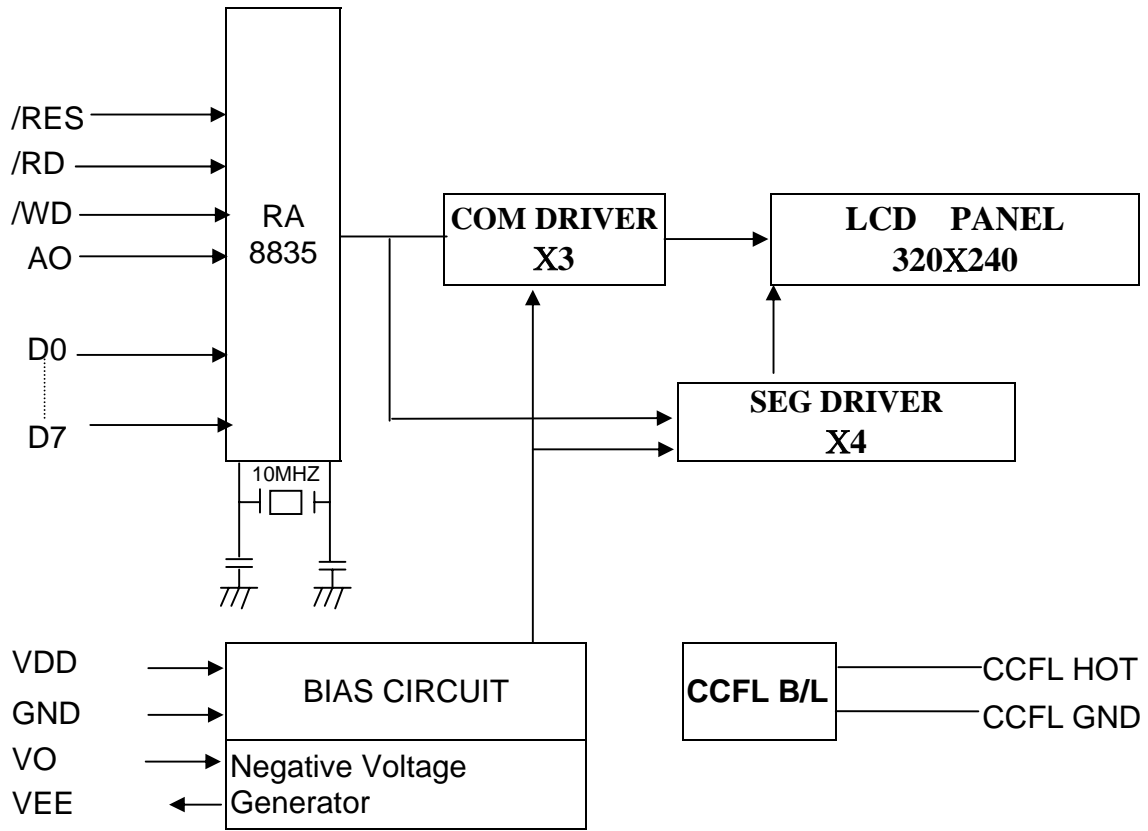 /RES
/RD
/WD
AO
D0
D7
RA
8835
10MHZ
COM DRIVER
X3
LCD PANEL
320X240
SEG DRIVER
X4
VDD
GND
VO
VEE
BIAS CIRCUIT
Negative Voltage
Generator
CCFL B/L
CCFL HOT
CCFL GND